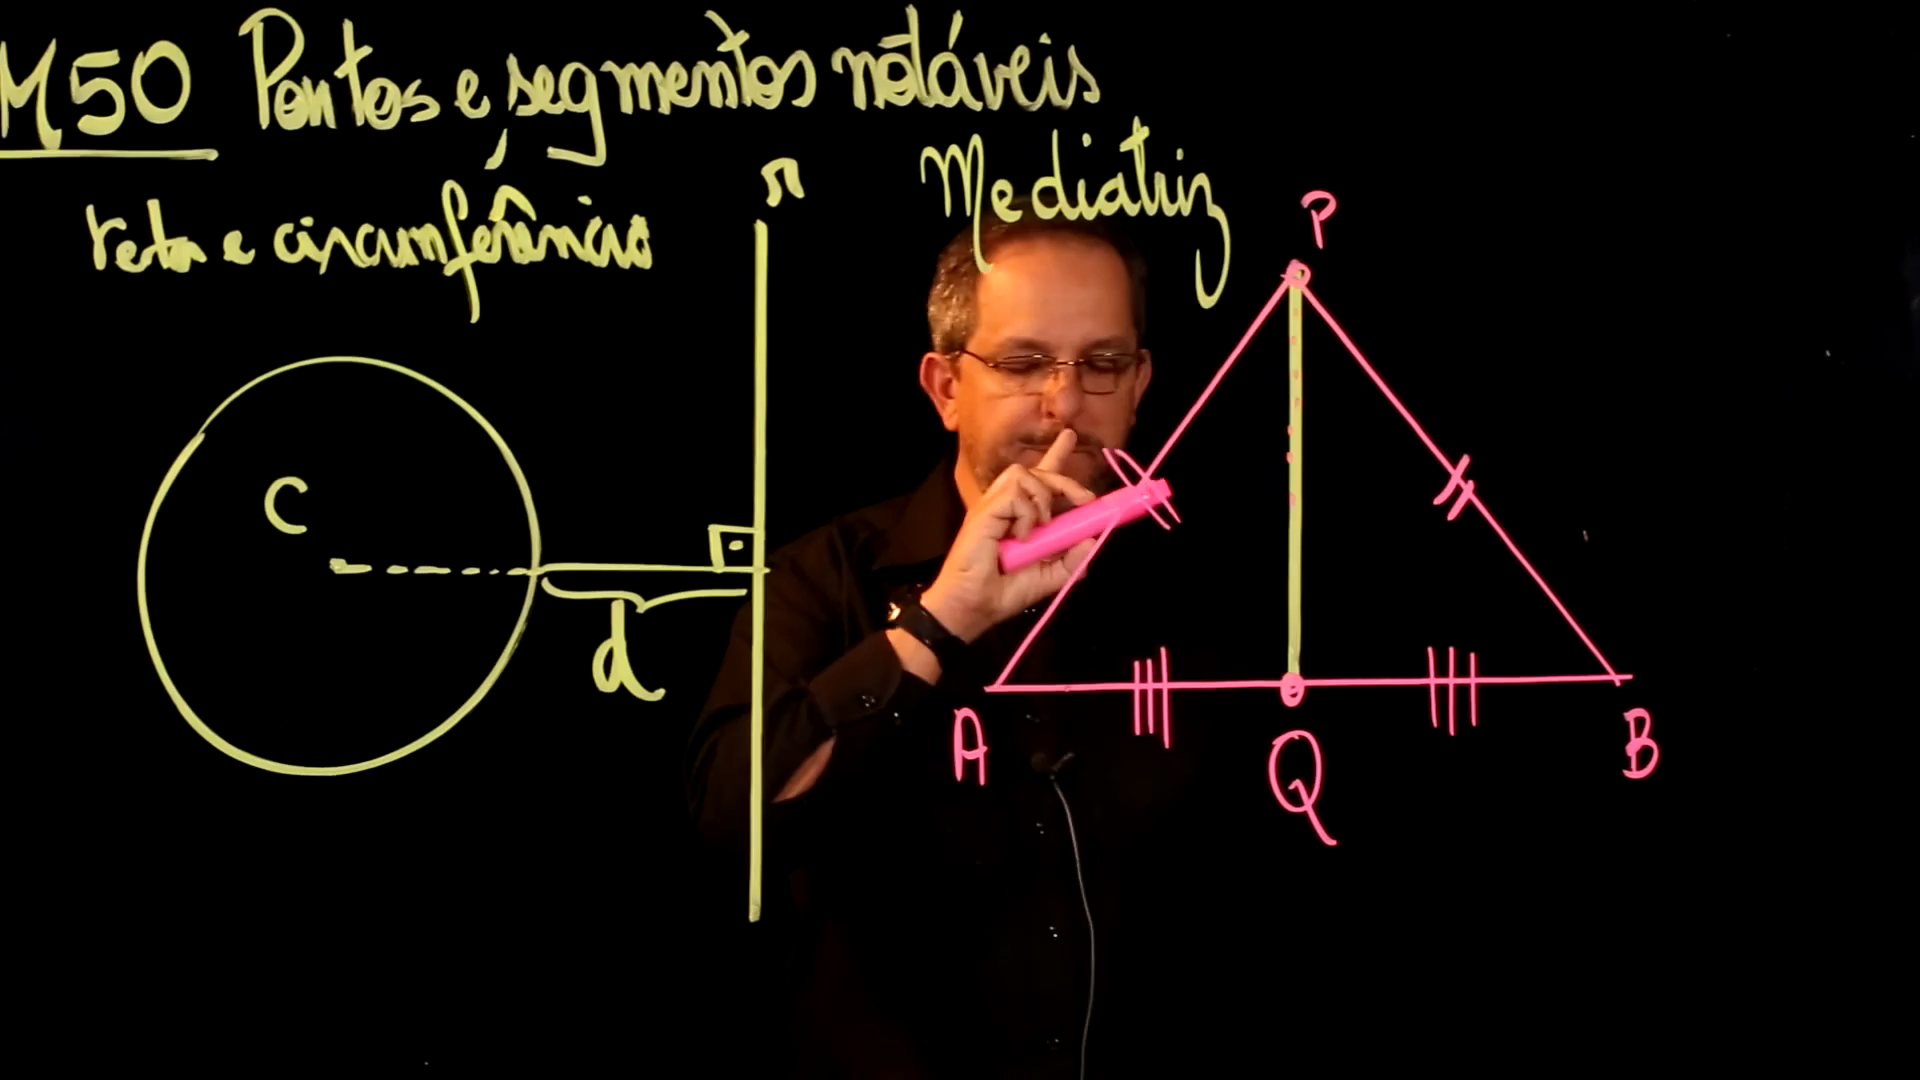 M50 Pontos e segmentos notáveis
reta e circunferência
r
Mediatriz
P
C
d
A
Q
B